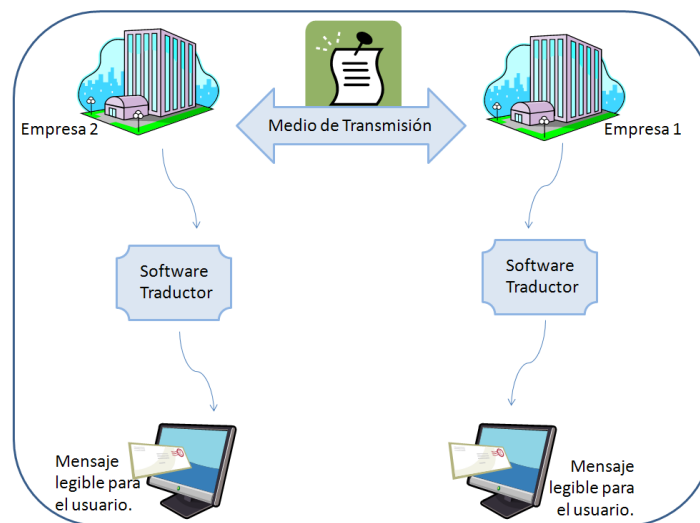 Empresa 2
Medio de Transmisión
Empresa 1
Software
Traductor
Software
Traductor
Mensaje
legible para
el usuario.
Mensaje
legible para
el usuario.